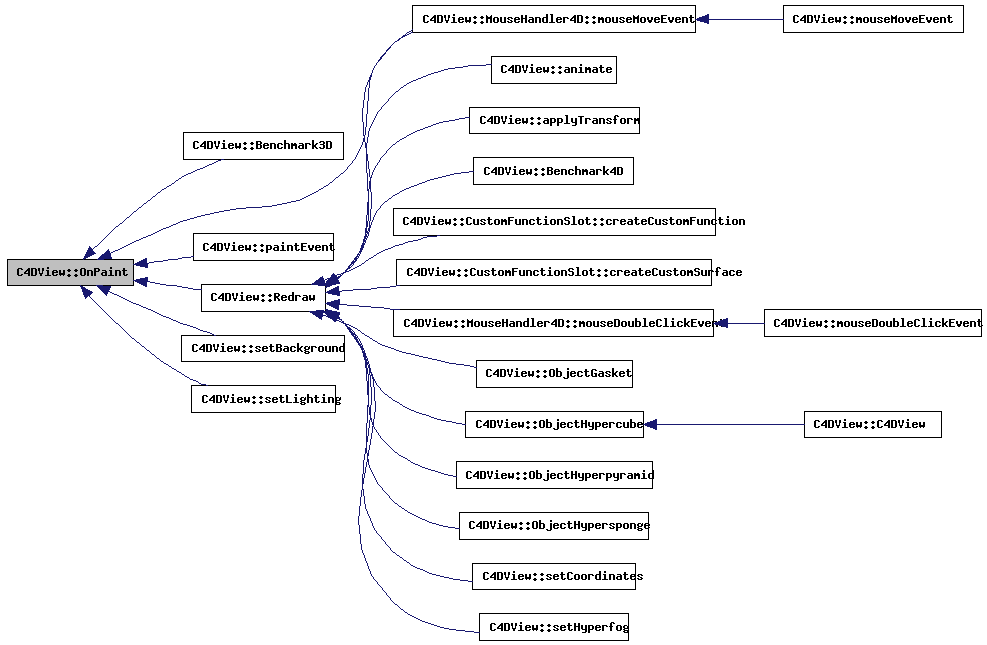 C4DView::MouseHandler4D::mouseMoveEvent
C4DView::mouseMoveEvent
C4DView::animate
C4DView::applyTransform
C4DView::Benchmark3D
C4DView::Benchmark4D
C4DView::CustomFunctionSlot::createCustomFunction
C4DView::paintEvent
C4DView::OnPaint
C4DView::CustomFunctionSlot::createCustomSurface
C4DView::Redraw
C4DView::MouseHandler4D::mouseDoubleClickEvent
C4DView::mouseDoubleClickEvent
C4DView::setBackground
C4DView::ObjectGasket
C4DView::setLighting
C4DView::ObjectHypercube
C4DView::C4DView
C4DView::ObjectHyperpyramid
C4DView::ObjectHypersponge
C4DView::setCoordinates
C4DView::setHyperfog